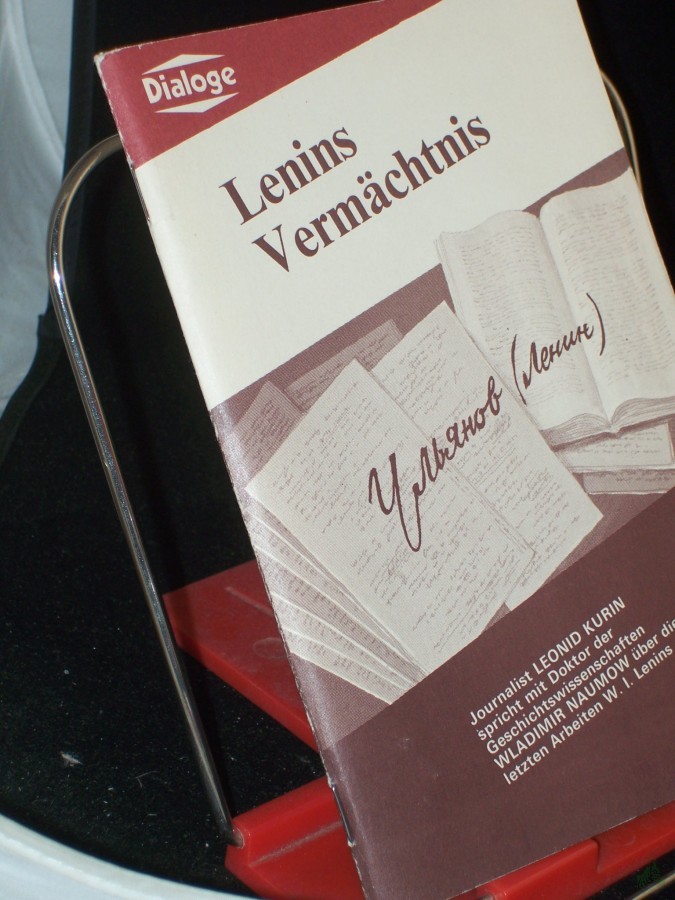 Dialoge
Lenins
Vermächtnis
Ульянов (Ленин)
Journalist LEONID KURIN
spricht mit Doktor der
Geschichtswissenschaften
WLADIMIR NAUMOW über die
letzten Arbeiten W. I. Lenins